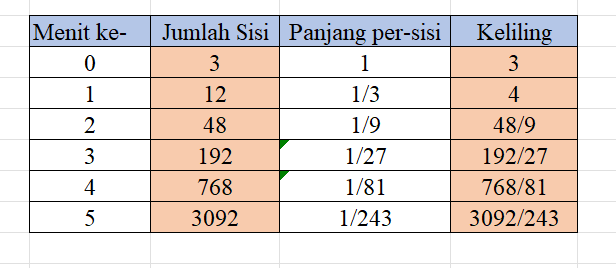 Menit ke- Jumlah Sisi Panjang per-sisi Keliling
0 3 1 3
1 12 1/3 4
2 48 1/9 48/9
3 192 1/27 192/27
4 768 1/81 768/81
5 3092 1/243 3092/243